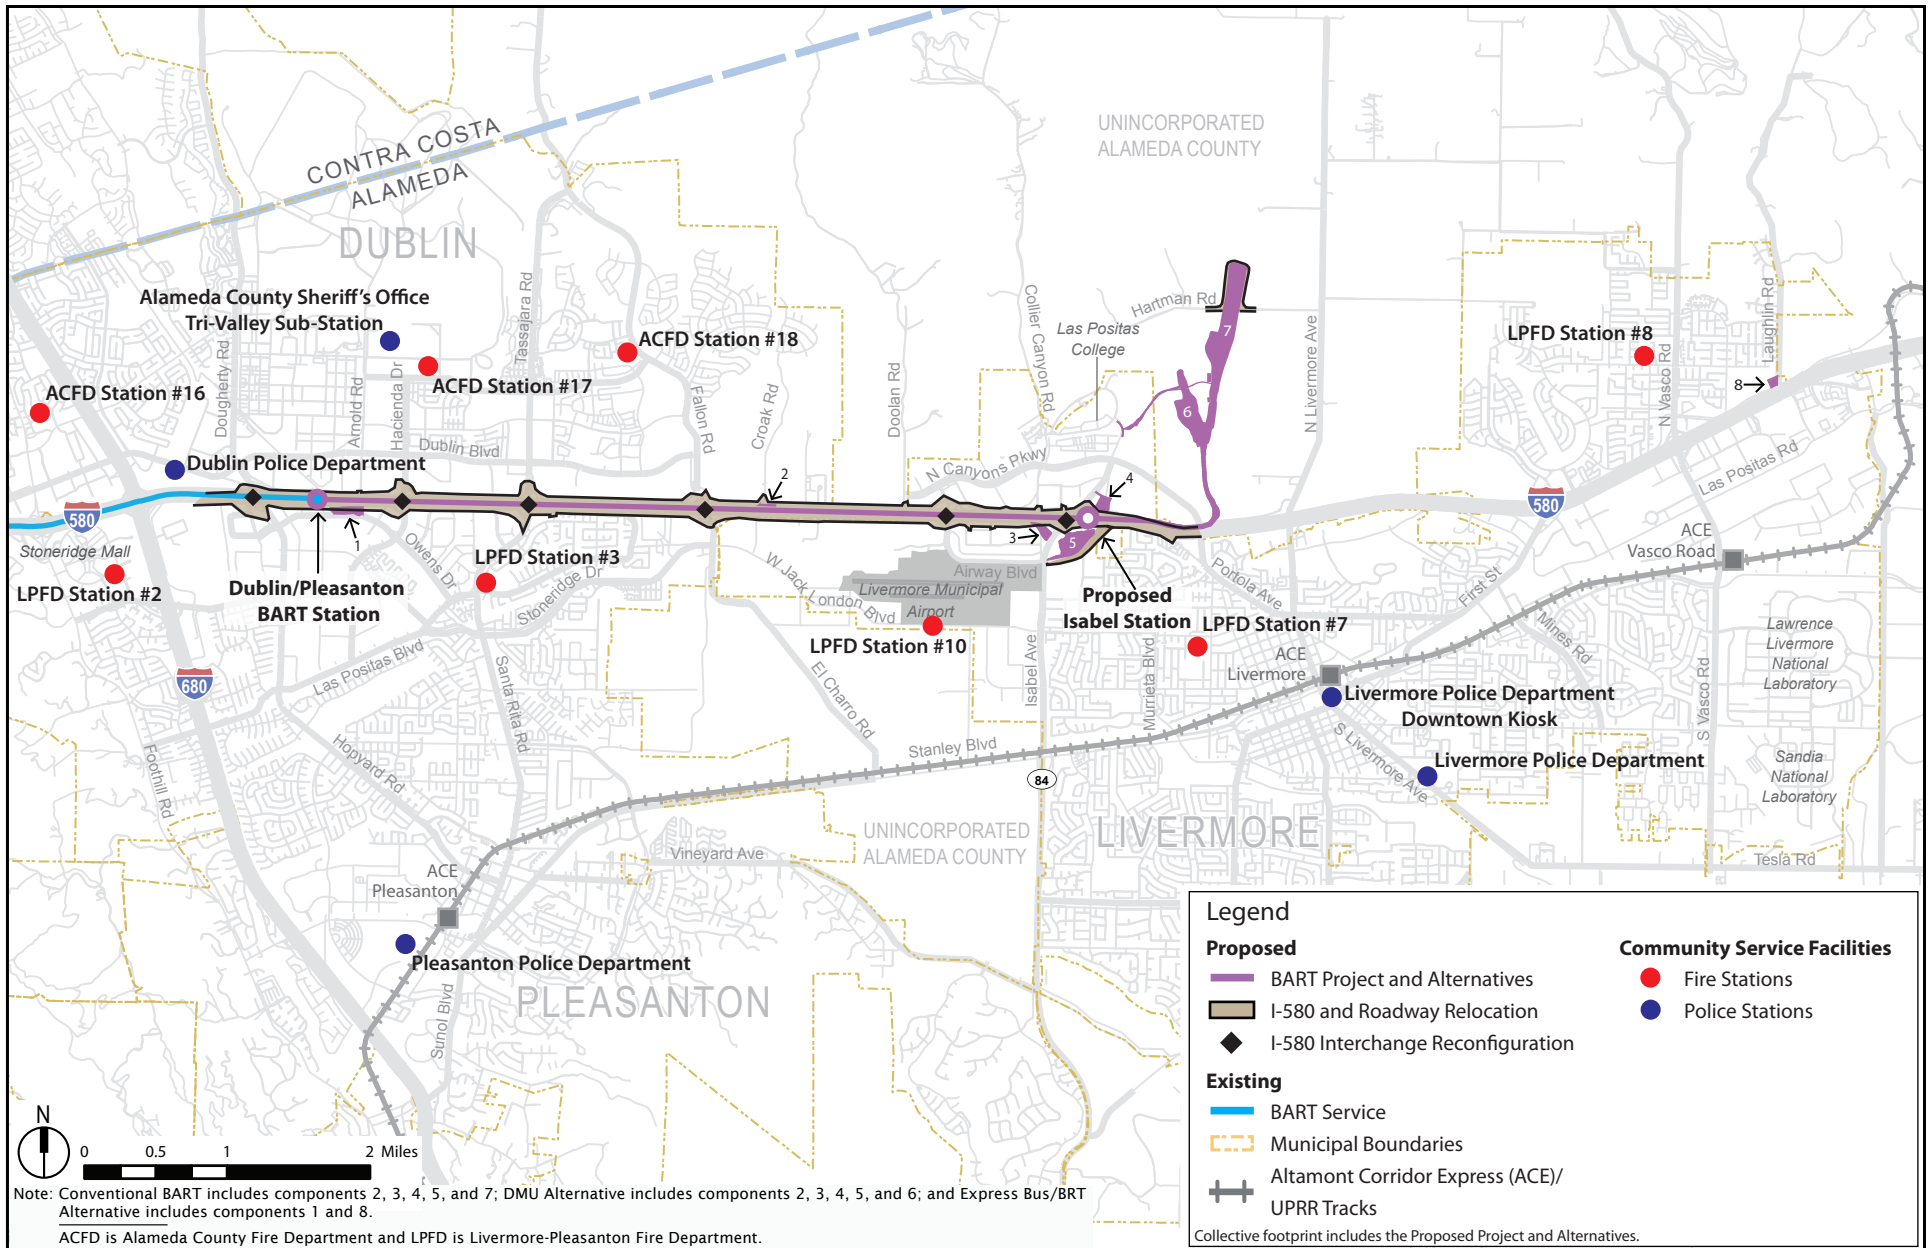 CONTRA COSTA
ALAMEDA
UNINCORPORATED
ALAMEDA COUNTY
DUBLIN
Alameda County Sheriff's Office
Tri-Valley Sub-Station
Dougherty Rd
Arnold Rd
Hacienda Dr
Tassajara Rd
ACFD Station #16
ACFD Station #17
ACFD Station #18
Fallon Rd
Croak Rd
Doolan Rd
Collier Canyon Rd
Las Positas
College
Hartman Rd
7
6
N Livermore Ave
LPFD Station #8
N Vasco Rd
Laughlin Rd
8
Dublin Blvd
Dublin Police Department
N Canyons Pkwy
2
4
Las Positas Rd
580
580
1
3
5
Stoneridge Mall
LPFD Station #2
Dublin/Pleasanton
BART Station
Owens Dr
LPFD Station #3
Stoneridge Dr
W Jack London Blvd
Airway Blvd
Livermore Municipal
Airport
LPFD Station #10
Proposed
Isabel Station
Portola Ave
LPFD Station #7
First St
ACE
Vasco Road
Mines Rd
Lawrence
Livermore
National
Laboratory
680
Las Positas Blvd
Santa Rita Rd
El Charro Rd
Isabel Ave
Murrieta Blvd
ACE
Livermore
Livermore Police Department
Downtown Kiosk
S Vasco Rd
Foothill Rd
Hopyard Rd
Stanley Blvd
84
S Livermore Ave
Livermore Police Department
Sandia
National
Laboratory
UNINCORPORATED
ALAMEDA COUNTY
LIVERMORE
Vineyard Ave
Tesla Rd
ACE
Pleasanton
Pleasanton Police Department
PLEASANTON
Sunol Blvd
Legend
Proposed
BART Project and Alternatives
I-580 and Roadway Relocation
I-580 Interchange Reconfiguration
Existing
BART Service
Municipal Boundaries
Altamont Corridor Express (ACE)/
UPRR Tracks
Community Service Facilities
Fire Stations
Police Stations
Collective footprint includes the Proposed Project and Alternatives.
N
0 0.5 1 2 Miles
Note: Conventional BART includes components 2, 3, 4, 5, and 7; DMU Alternative includes components 2, 3, 4, 5, and 6; and Express Bus/BRT
Alternative includes components 1 and 8.
ACFD is Alameda County Fire Department and LPFD is Livermore-Pleasanton Fire Department.